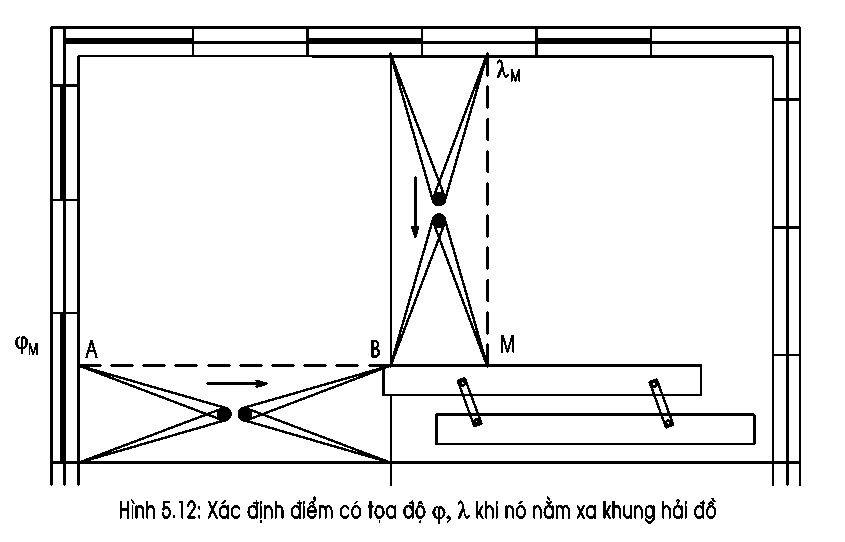 λM
φM
A
B
M
Hình 5.12: Xác định điểm có tọa độ φ, λ khi nó nằm xa khung hải đồ